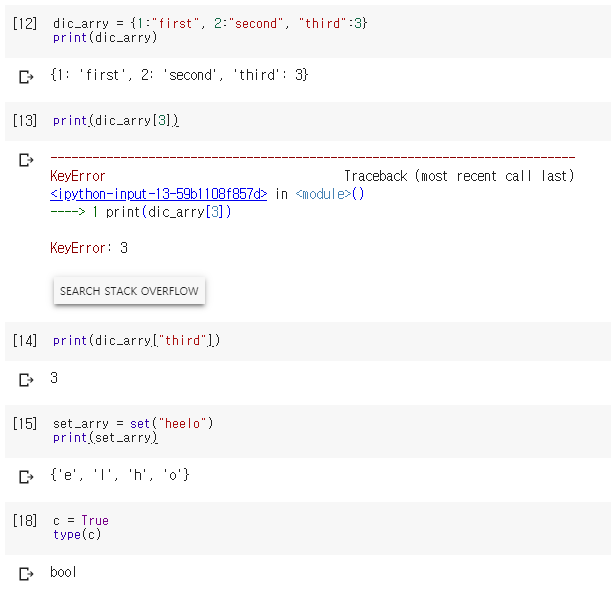 [12] dic_arry = {1:"first", 2:"second", "third":3}
print(dic_arry)
{1: 'first', 2: 'second', 'third': 3}
[13] print(dic_arry[3])
---------------------------------------------------------------------------
KeyError Traceback (most recent call last)
<ipython-input-13-59b1108f857d> in <module>()
----> 1 print(dic_arry[3])
KeyError: 3
SEARCH STACK OVERFLOW
[14] print(dic_arry["third"])
3
[15] set_arry = set("heelo")
print(set_arry)
{'e', 'l', 'h', 'o'}
[18] c = True
type(c)
bool